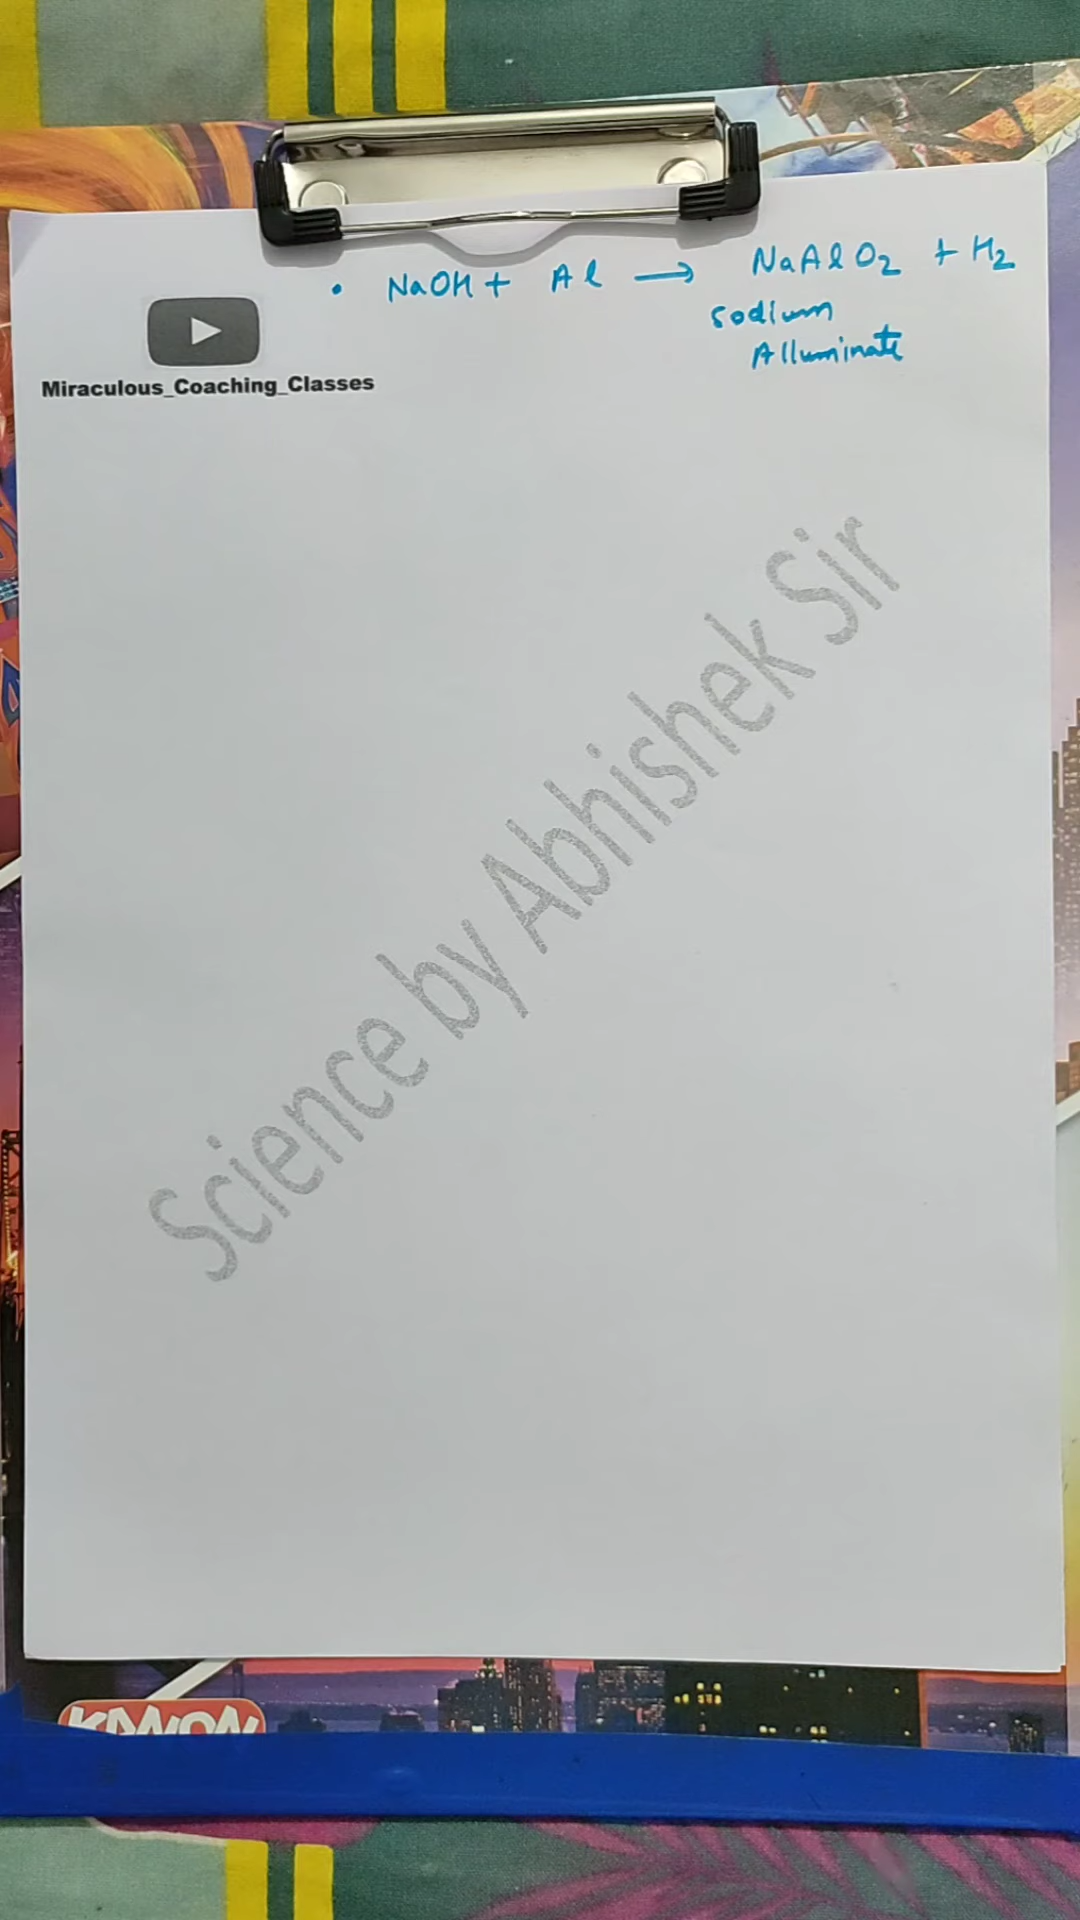 • NaOH + Al → NaAlO₂ + H₂
Sodium
Alluminate
Miraculous_Coaching_Classes
Science by Abhishek Sir